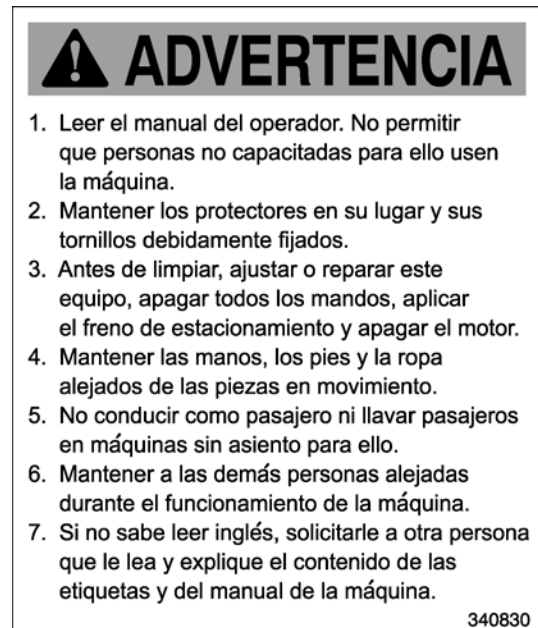 ADVERTENCIA
1. Leer el manual del operador. No permitir
que personas no capacitadas para ello usen
la máquina.
2. Mantener los protectores en su lugar y sus
tornillos debidamente fijados.
3. Antes de limpiar, ajustar o reparar este
equipo, apagar todos los mandos, aplicar
el freno de estacionamiento y apagar el motor.
4. Mantener las manos, los pies y la ropa
alejados de las piezas en movimiento.
5. No conducir como pasajero ni llavar pasajeros
en máquinas sin asiento para ello.
6. Mantener a las demás personas alejadas
durante el funcionamiento de la máquina.
7. Si no sabe leer inglés, solicitarle a otra persona
que le lea y explique el contenido de las
etiquetas y del manual de la máquina.
340830